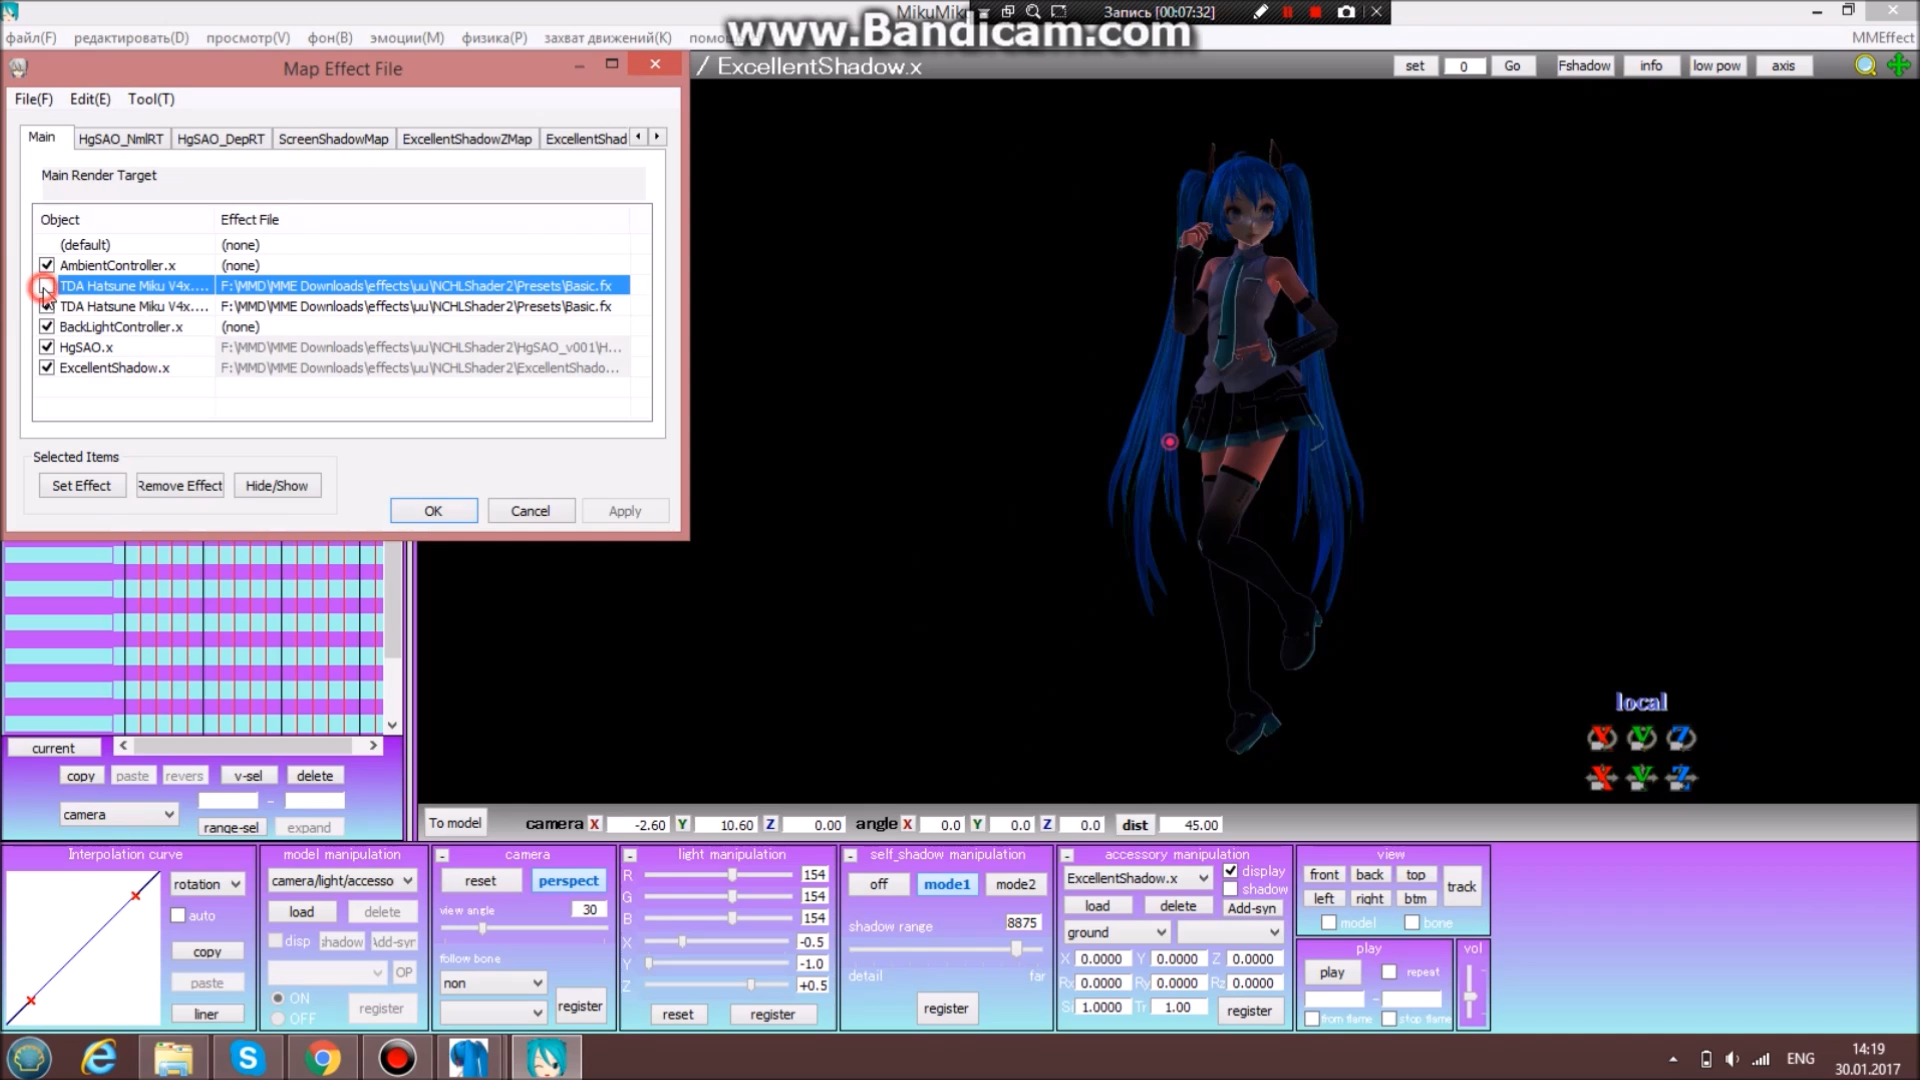 MikuMik
Запись [00:07:32]
www.Bandicam.com
файл(F) редактировать(D) просмотр(V) фон(B) эмоции(M) физика(P) захват движений(K) помощ
MMEffect
Map Effect File
/ ExcellentShadow.x
set 0 Go Fshadow info low pow axis
File(F) Edit(E) Tool(T)
Main HgSAO_NmlRT HgSAO_DepRT ScreenShadowMap ExcellentShadowZMap ExcellentShad
Main Render Target
Object Effect File
(default) (none)
AmbientController.x (none)
TDA Hatsune Miku V4x.... F:\MMD\MME Downloads\effects\uu\NCHLShader2\Presets\Basic.fx
TDA Hatsune Miku V4x.... F:\MMD\MME Downloads\effects\uu\NCHLShader2\Presets\Basic.fx
BackLightController.x (none)
HgSAO.x F:\MMD\MME Downloads\effects\uu\NCHLShader2\HgSAO_v001\H...
ExcellentShadow.x F:\MMD\MME Downloads\effects\uu\NCHLShader2\ExcellentShado...
Selected Items
Set Effect Remove Effect Hide/Show
OK Cancel Apply
local
X Y Z
X Y Z
current
copy paste revers v-sel delete
camera -
range-sel expand
To model camera X -2.60 Y 10.60 Z 0.00 angle X 0.0 Y 0.0 Z 0.0 dist 45.00
Interpolation curve
rotation
auto
copy
paste
liner
model manipulation
camera/light/accesso
load delete
disp shadow Add-syn
OP
ON
OFF
register
- camera
reset perspect
view angle 30
follow bone
non
register
- light manipulation
R 154
G 154
B 154
X -0.5
Y -1.0
Z +0.5
reset register
- self_shadow manipulation
off mode1 mode2
shadow range 8875
detail far
register
- accessory manipulation
ExcellentShadow.x display
shadow
load delete Add-syn
ground
X 0.0000 Y 0.0000 Z 0.0000
Rx 0.0000 Ry 0.0000 Rz 0.0000
Si 1.0000 Tr 1.00 register
view
front back top track
left right btm
model bone
play
play repeat
-
from flame stop flame
vol
ENG
14:19
30.01.2017